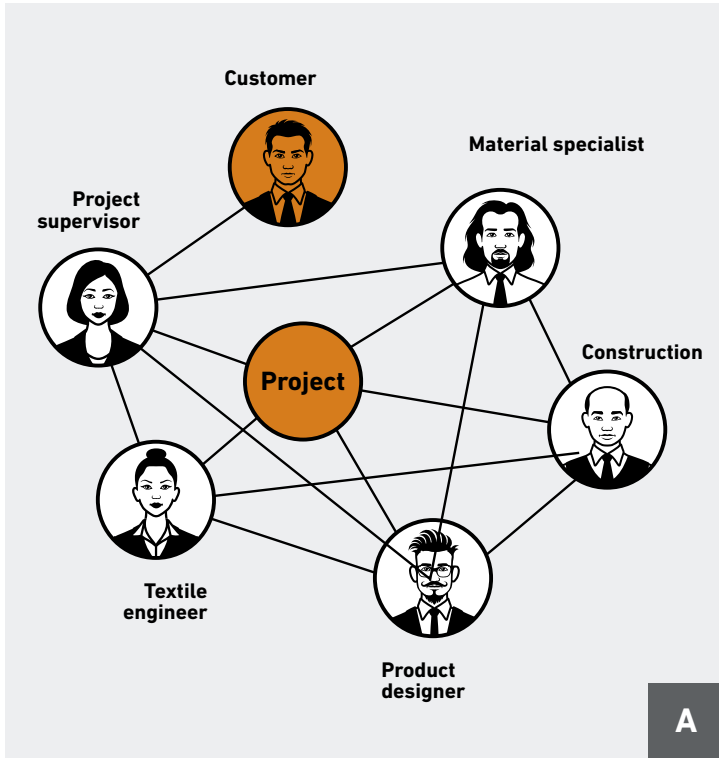 Customer
Material specialist
Project
supervisor
Construction
Project
Textile
engineer
Product
designer
A